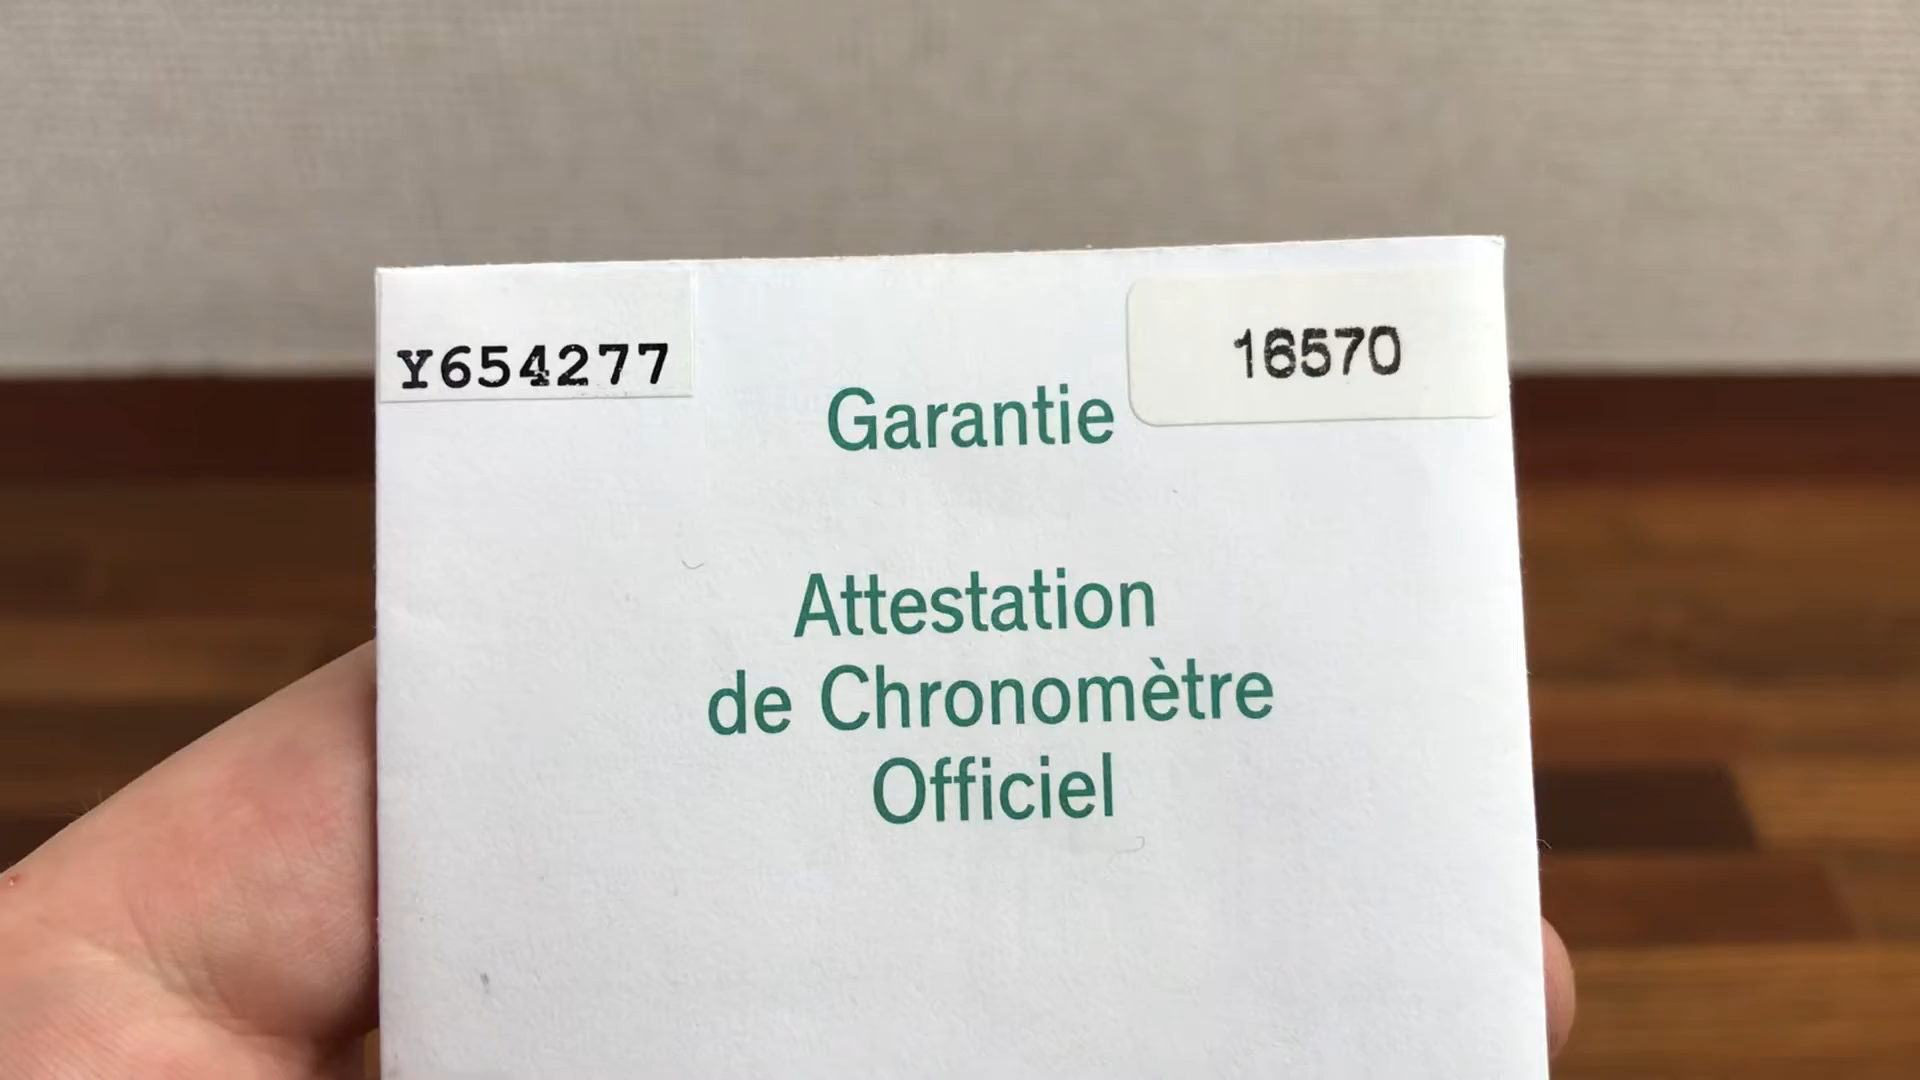 Y654277
16570
Garantie
Attestation
de Chronomètre
Officiel